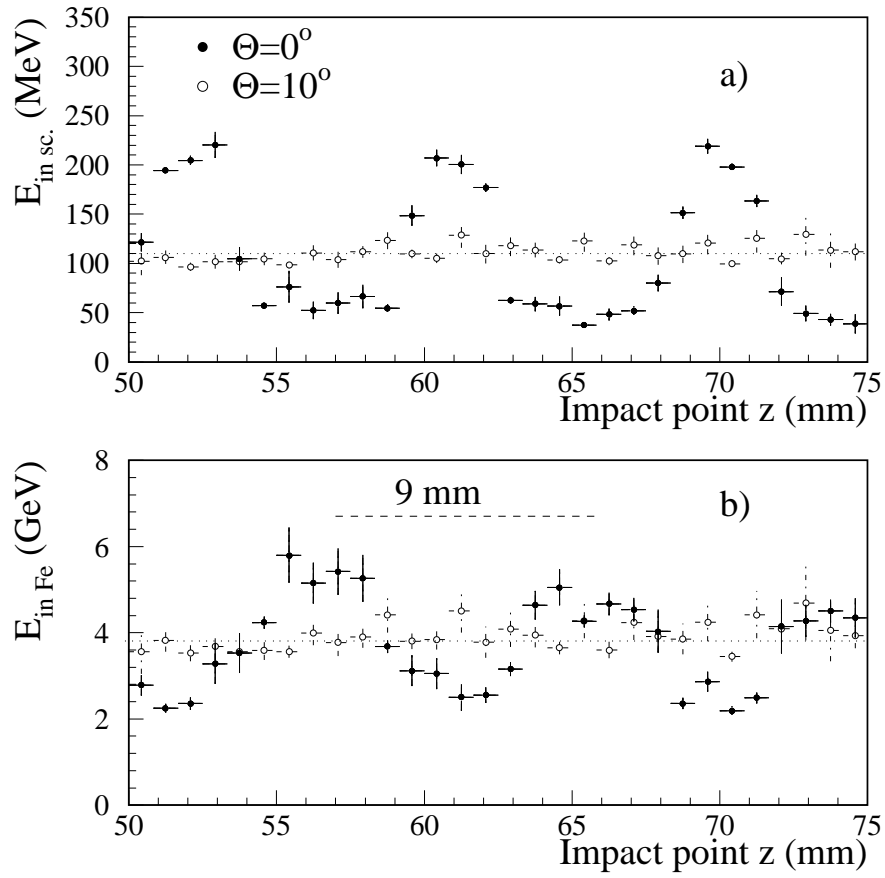 350
300
250
200
150
100
50
0
E_in sc. (MeV)
Θ=0°
Θ=10°
a)
50 55 60 65 70 75
Impact point z (mm)
8
6
4
2
0
E_in Fe (GeV)
9 mm
b)
50 55 60 65 70 75
Impact point z (mm)